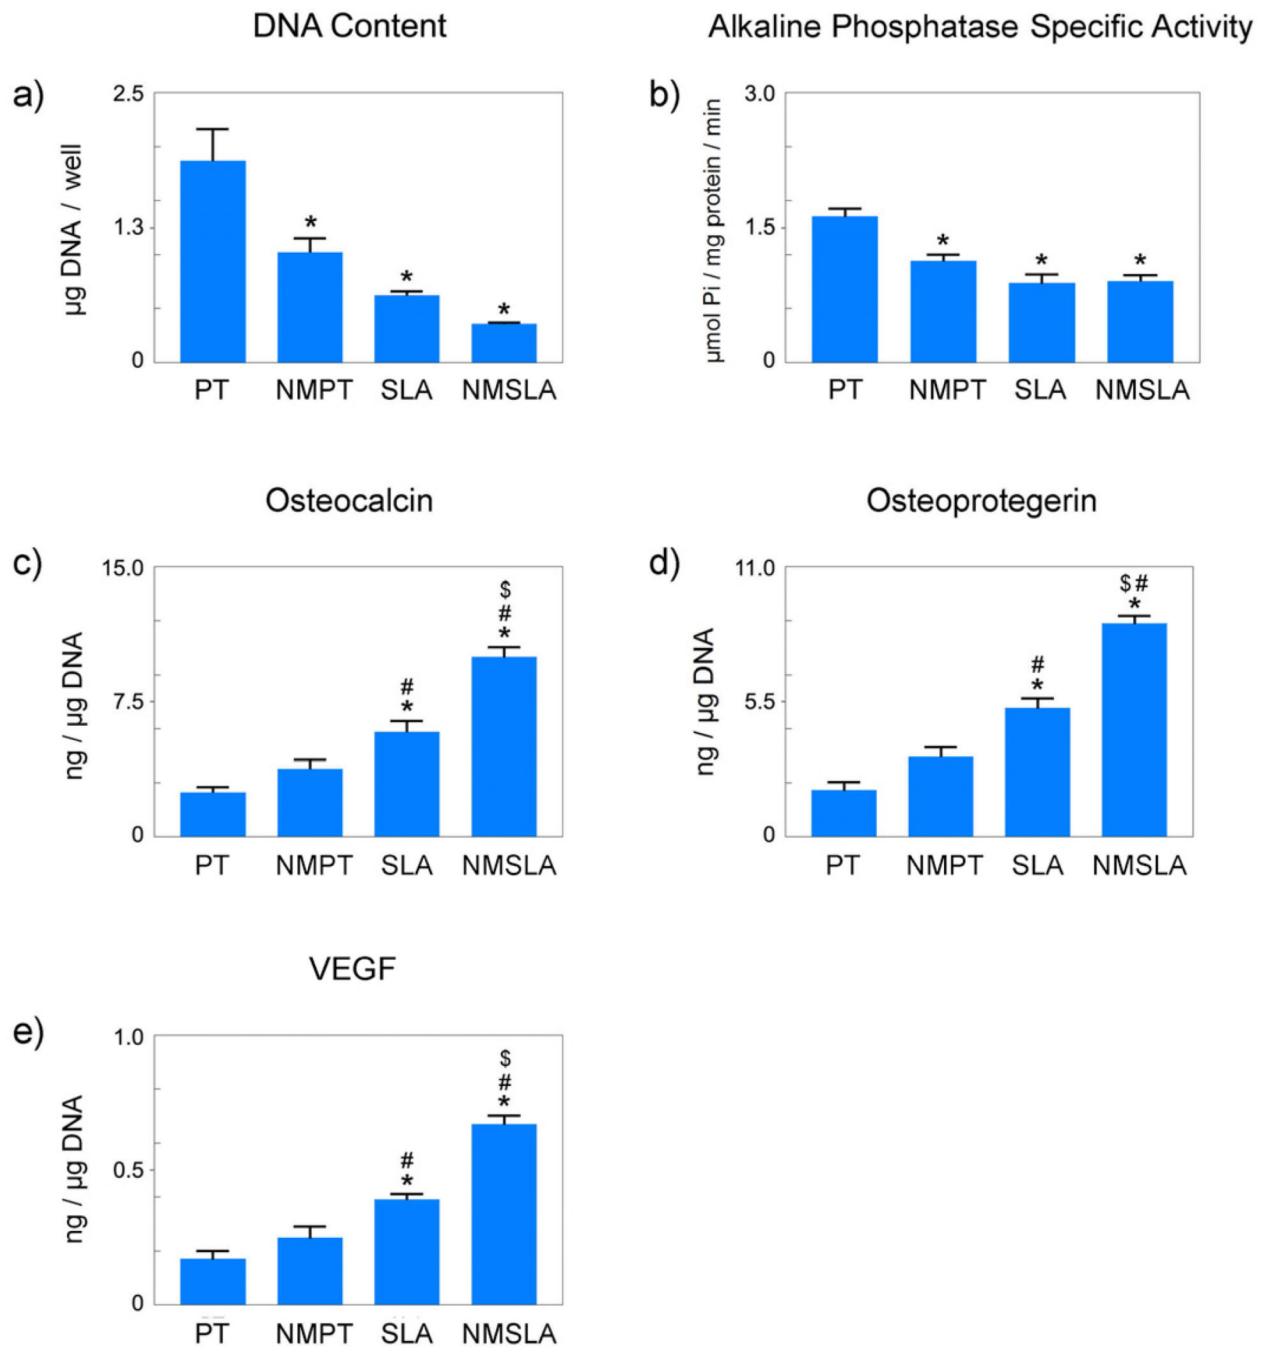 DNA Content
a)
2.5
1.3
0
µg DNA / well
*
*
*
PT NMPT SLA NMSLA
Alkaline Phosphatase Specific Activity
b)
3.0
1.5
0
µmol Pi / mg protein / min
*
*
*
PT NMPT SLA NMSLA
Osteocalcin
c)
15.0
7.5
0
ng / µg DNA
#
*
$
#
*
PT NMPT SLA NMSLA
Osteoprotegerin
d)
11.0
5.5
0
ng / µg DNA
#
*
$ #
*
PT NMPT SLA NMSLA
VEGF
e)
1.0
0.5
0
ng / µg DNA
#
*
$
#
*
PT NMPT SLA NMSLA